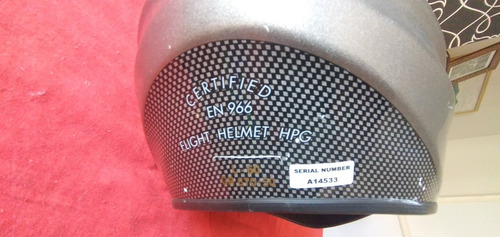 CERTIFIED
EN 966
FLIGHT HELMET HPG
SERIAL NUMBER
A14533